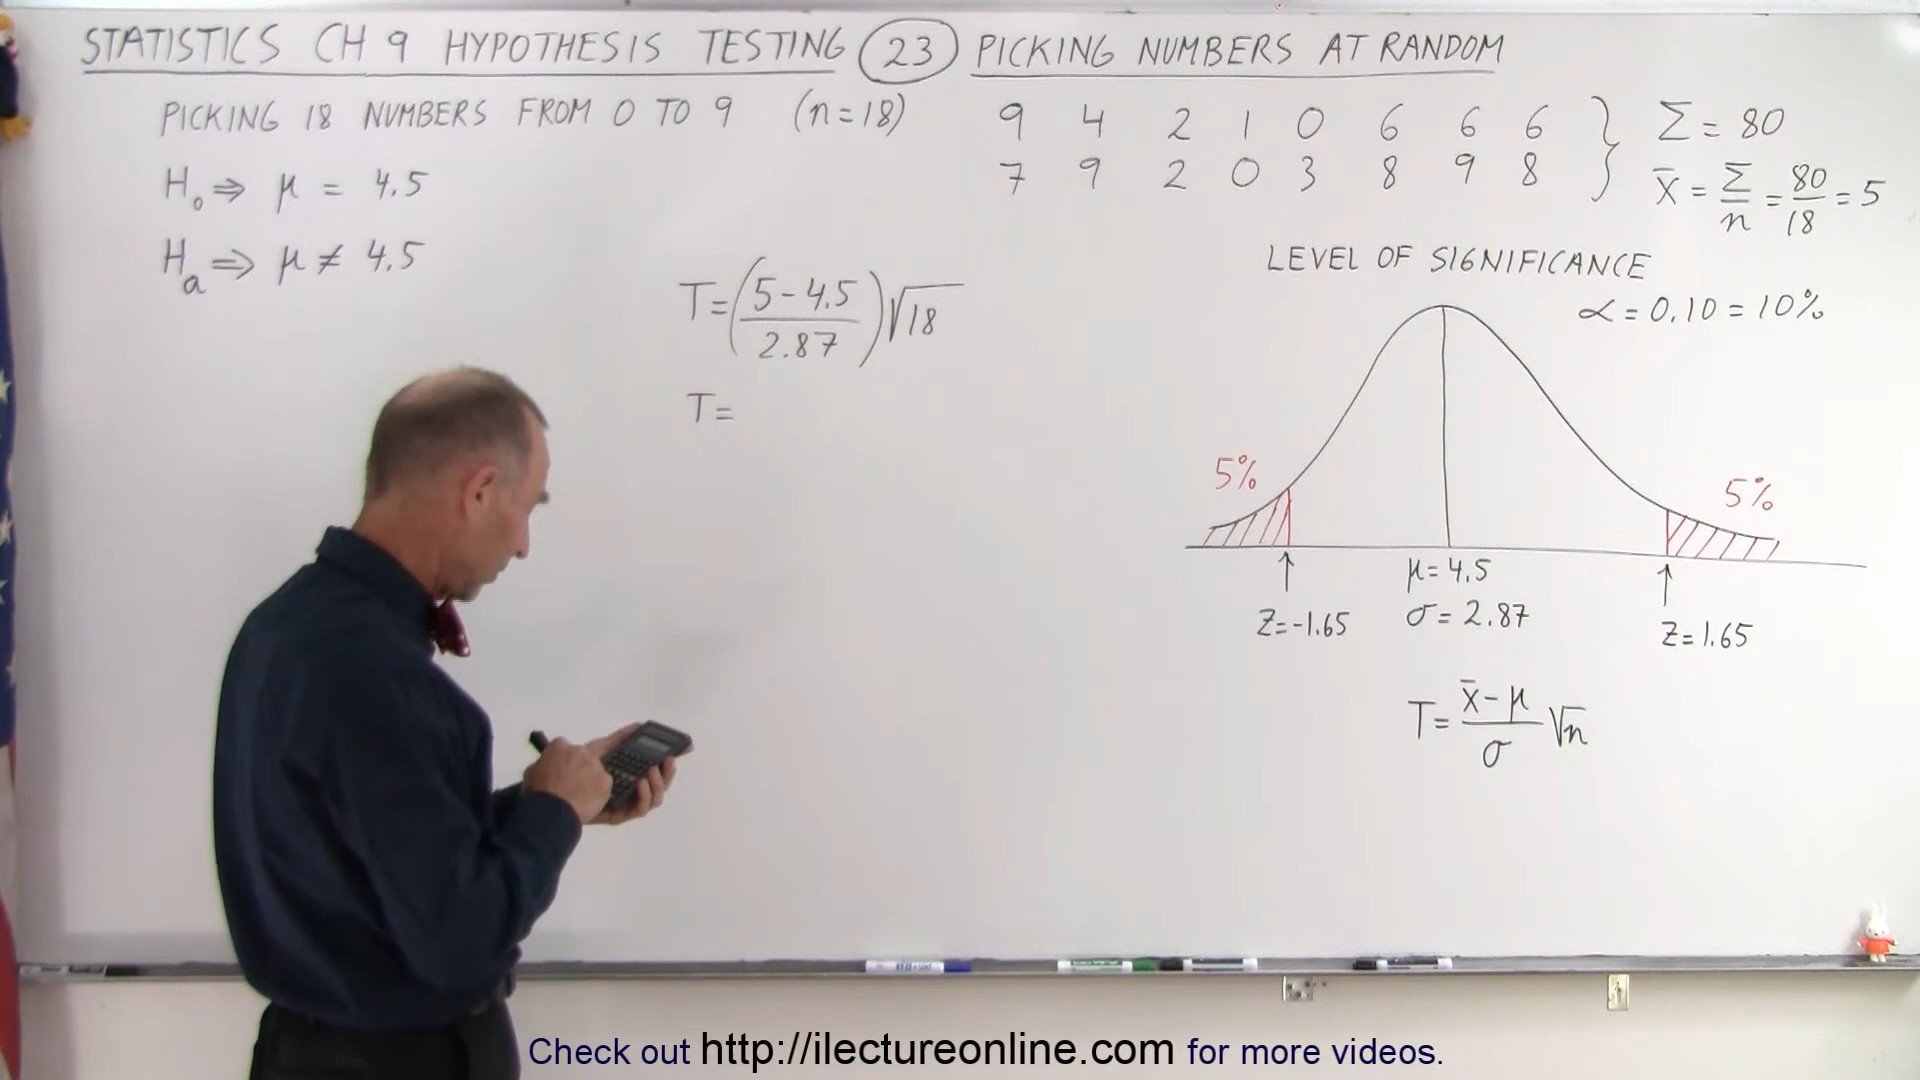 STATISTICS CH 9 HYPOTHESIS TESTING 23 PICKING NUMBERS AT RANDOM
PICKING 18 NUMBERS FROM 0 TO 9 (n=18)
H₀ ⇒ μ = 4.5
Hₐ ⇒ μ ≠ 4.5
9 4 2 1 0 6 6 6
7 9 2 0 3 8 9 8
Σ = 80
x̄ = Σ/n = 80/18 = 5
T=((5-4.5)/2.87)√18
T=
LEVEL OF SIGNIFICANCE
α = 0.10 = 10%
5%
5%
μ= 4.5
σ= 2.87
Z=-1.65
Z=1.65
T= (x̄-μ)/σ √n
Check out http://ilectureonline.com for more videos.